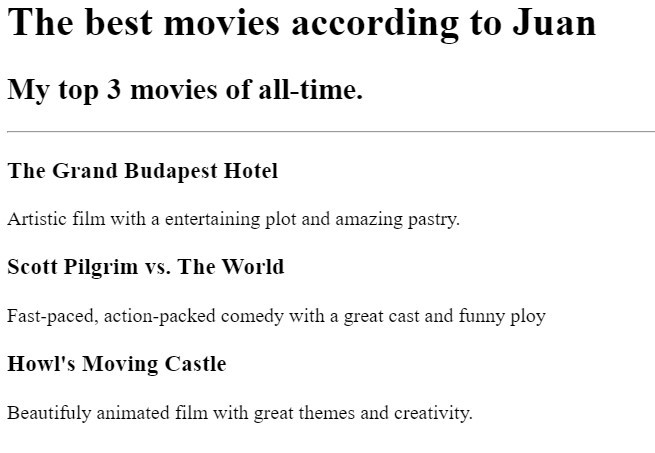 The best movies according to Juan
My top 3 movies of all-time.
The Grand Budapest Hotel
Artistic film with a entertaining plot and amazing pastry.
Scott Pilgrim vs. The World
Fast-paced, action-packed comedy with a great cast and funny ploy
Howl's Moving Castle
Beautifuly animated film with great themes and creativity.